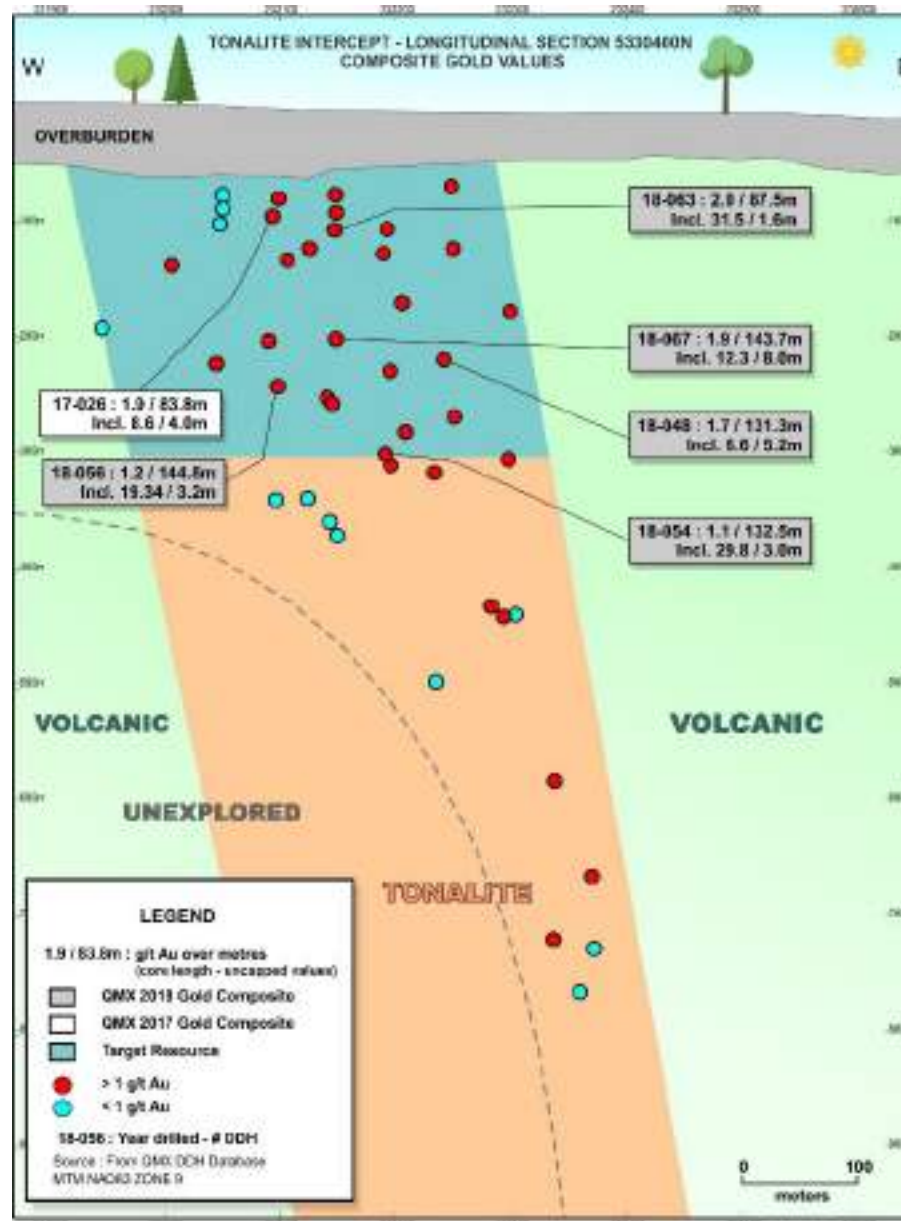 TONALITE INTERCEPT - LONGITUDINAL SECTION 5330460N
COMPOSITE GOLD VALUES
W
OVERBURDEN
18-063 : 2.0 / 87.5m
Incl. 31.5 / 1.6m
18-067 : 1.9 / 143.7m
Incl. 12.3 / 8.0m
17-026 : 1.9 / 83.8m
Incl. 8.6 / 4.0m
18-048 : 1.7 / 131.3m
Incl. 6.6 / 5.2m
18-056 : 1.2 / 144.8m
Incl. 19.34 / 3.2m
18-054 : 1.1 / 132.5m
Incl. 29.8 / 3.0m
VOLCANIC
VOLCANIC
UNEXPLORED
TONALITE
LEGEND
1.9 / 83.8m : g/t Au over metres
(core length - uncapped values)
QMX 2018 Gold Composite
QMX 2017 Gold Composite
Target Resource
> 1 g/t Au
< 1 g/t Au
18-056 : Year drilled - # DDH
Source : From QMX DDH Database
MTM NAD83 ZONE 9
0 100
meters